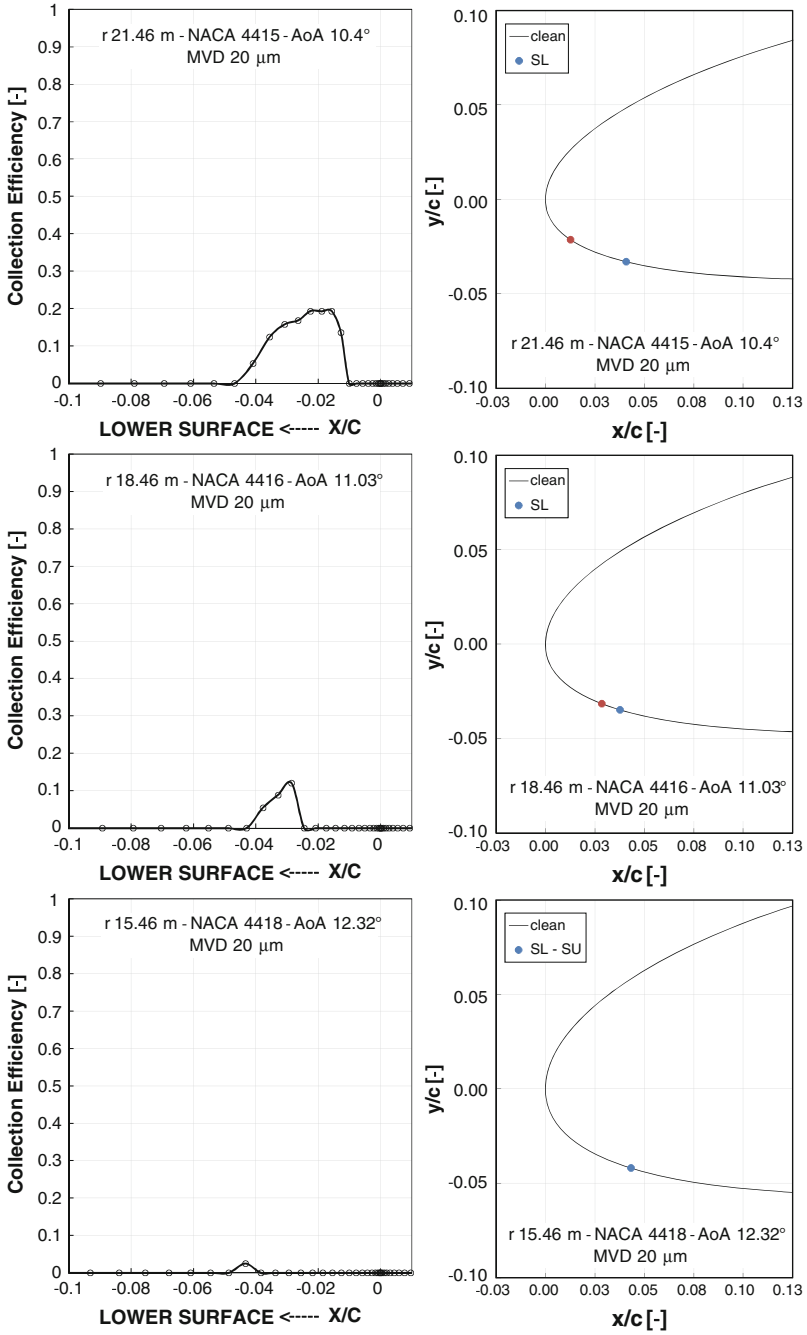 r 21.46 m - NACA 4415 - AoA 10.4°
MVD 20 µm
Collection Efficiency [-]
1
0.9
0.8
0.7
0.6
0.5
0.4
0.3
0.2
0.1
0
-0.1 -0.08 -0.06 -0.04 -0.02 0
LOWER SURFACE <----- X/C
clean
SL
y/c [-]
0.10
0.05
0.00
-0.05
-0.10
r 21.46 m - NACA 4415 - AoA 10.4°
MVD 20 µm
-0.03 0.00 0.03 0.05 0.08 0.10 0.13
x/c [-]
r 18.46 m - NACA 4416 - AoA 11.03°
MVD 20 µm
Collection Efficiency [-]
1
0.9
0.8
0.7
0.6
0.5
0.4
0.3
0.2
0.1
0
-0.1 -0.08 -0.06 -0.04 -0.02 0
LOWER SURFACE <----- X/C
clean
SL
y/c [-]
0.10
0.05
0.00
-0.05
-0.10
r 18.46 m - NACA 4416 - AoA 11.03°
MVD 20 µm
-0.03 0.00 0.03 0.05 0.08 0.10 0.13
x/c [-]
r 15.46 m - NACA 4418 - AoA 12.32°
MVD 20 µm
Collection Efficiency [-]
1
0.9
0.8
0.7
0.6
0.5
0.4
0.3
0.2
0.1
0
-0.1 -0.08 -0.06 -0.04 -0.02 0
LOWER SURFACE <----- X/C
clean
SL - SU
y/c [-]
0.10
0.05
0.00
-0.05
-0.10
r 15.46 m - NACA 4418 - AoA 12.32°
MVD 20 µm
-0.03 0.00 0.03 0.05 0.08 0.10 0.13
x/c [-]